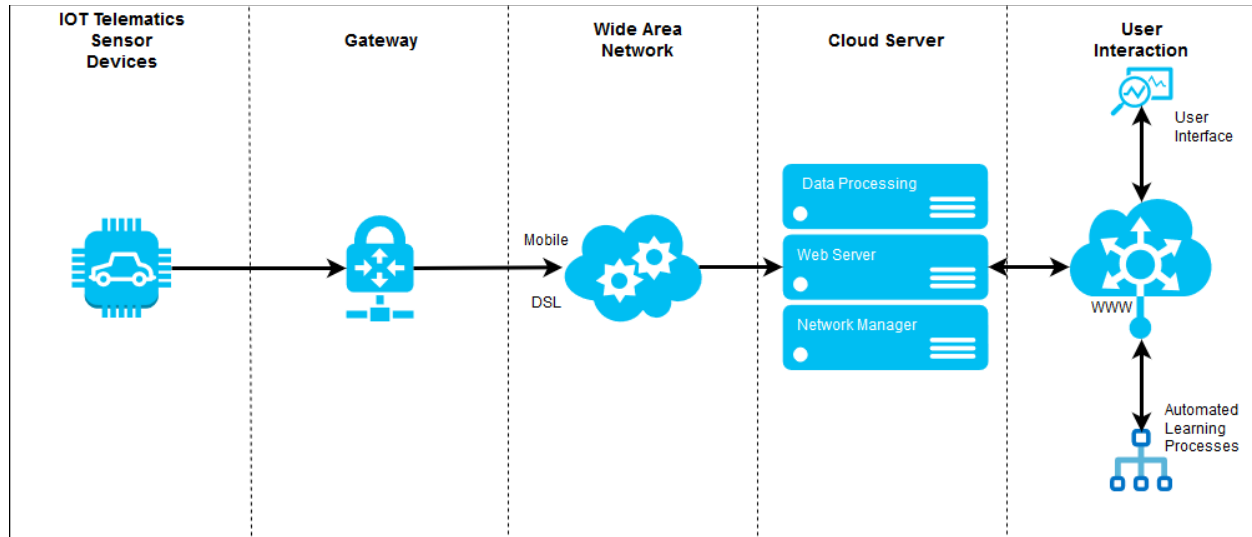 IOT Telematics
Sensor
Devices
Gateway
Wide Area
Network
Cloud Server
User
Interaction
User
Interface
Data Processing
Mobile
Web Server
DSL
WWW
Network Manager
Automated
Learning
Processes